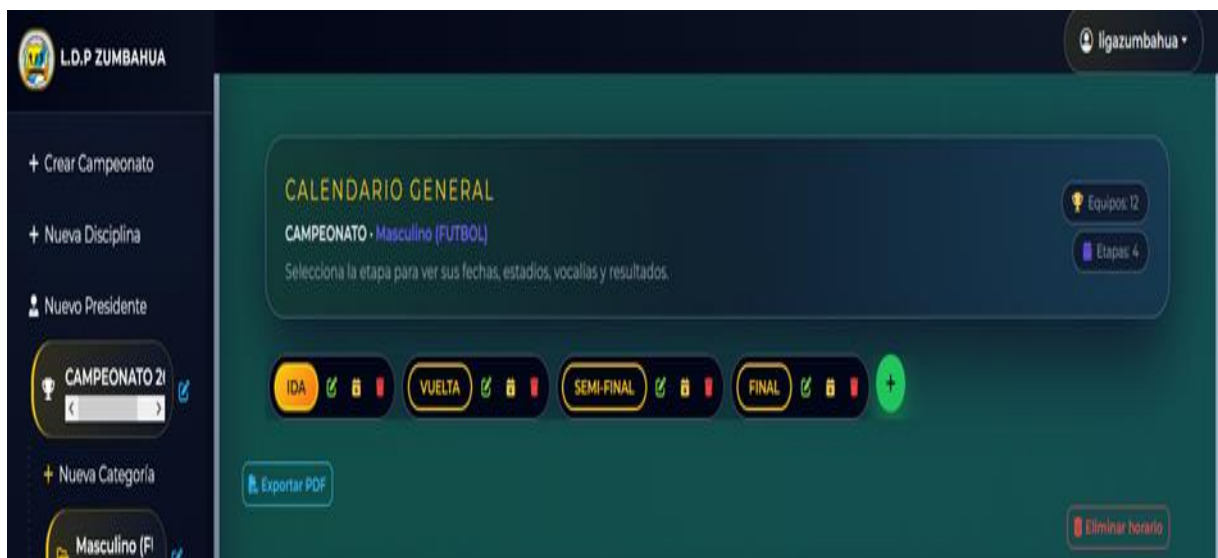 L.D.P ZUMBAHUA
ligazumbahua
+ Crear Campeonato
+ Nueva Disciplina
Nuevo Presidente
CAMPEONATO 2
+ Nueva Categoría
Masculino (F
CALENDARIO GENERAL
CAMPEONATO · Masculino (FUTBOL)
Selecciona la etapa para ver sus fechas, estadios, vocalías y resultados.
Equipos: 12
Etapas: 4
IDA
VUELTA
SEMI-FINAL
FINAL
+
Exportar PDF
Eliminar horario